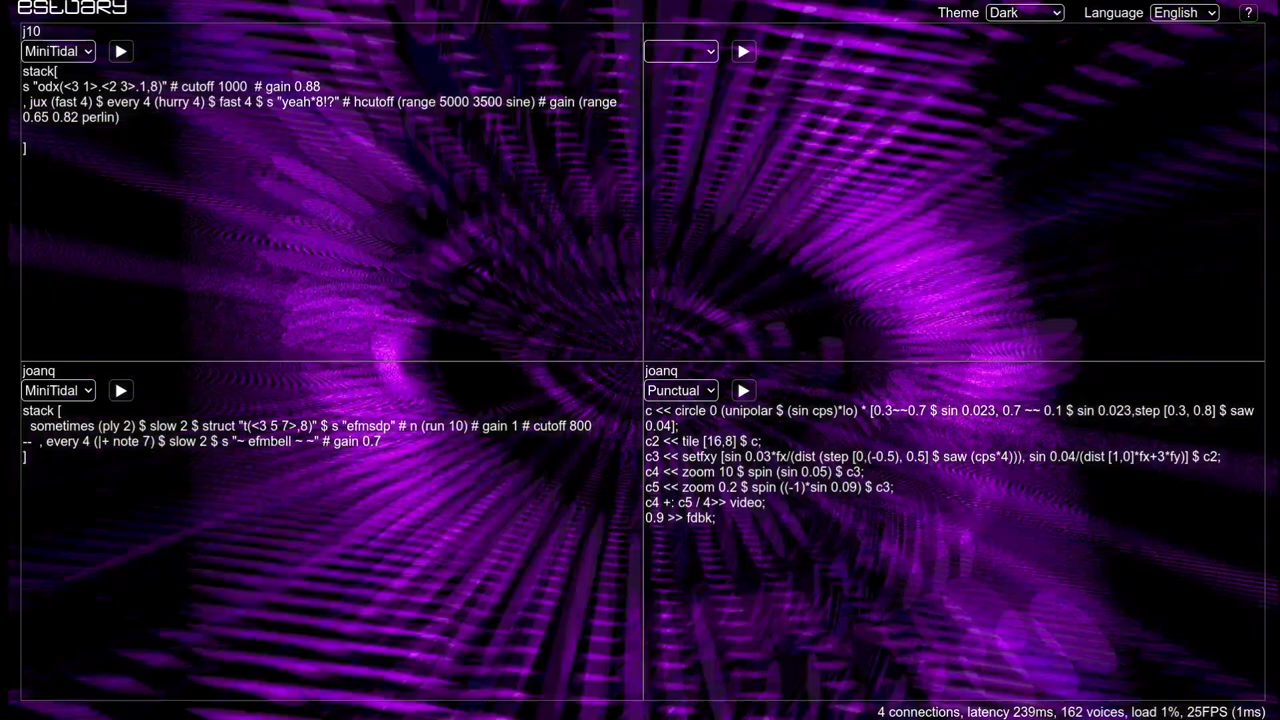 estuary
Theme Dark Language English ?
j10
MiniTidal
stack[
s "odx(<3 1>.<2 3>.1,8)" # cutoff 1000  # gain 0.88
, jux (fast 4) $ every 4 (hurry 4) $ fast 4 $ s "yeah*8!?" # hcutoff (range 5000 3500 sine) # gain (range
0.65 0.82 perlin)
]
joanq
MiniTidal
stack [
sometimes (ply 2) $ slow 2 $ struct "t(<3 5 7>,8)" $ s "efmsdp" # n (run 10) # gain 1 # cutoff 800
--  , every 4 (|+ note 7) $ slow 2 $ s "~ efmbell ~ ~" # gain 0.7
]
joanq
Punctual
c << circle 0 (unipolar $ (sin cps)*lo) * [0.3~~0.7 $ sin 0.023, 0.7 ~~ 0.1 $ sin 0.023,step [0.3, 0.8] $ saw
0.04];
c2 << tile [16,8] $ c;
c3 << setfxy [sin 0.03*fx/(dist (step [0,(-0.5), 0.5] $ saw (cps*4))), sin 0.04/(dist [1,0]*fx+3*fy)] $ c2;
c4 << zoom 10 $ spin (sin 0.05) $ c3;
c5 << zoom 0.2 $ spin ((-1)*sin 0.09) $ c3;
c4 +: c5 / 4>> video;
0.9 >> fdbk;
4 connections, latency 239ms, 162 voices, load 1%, 25FPS (1ms)